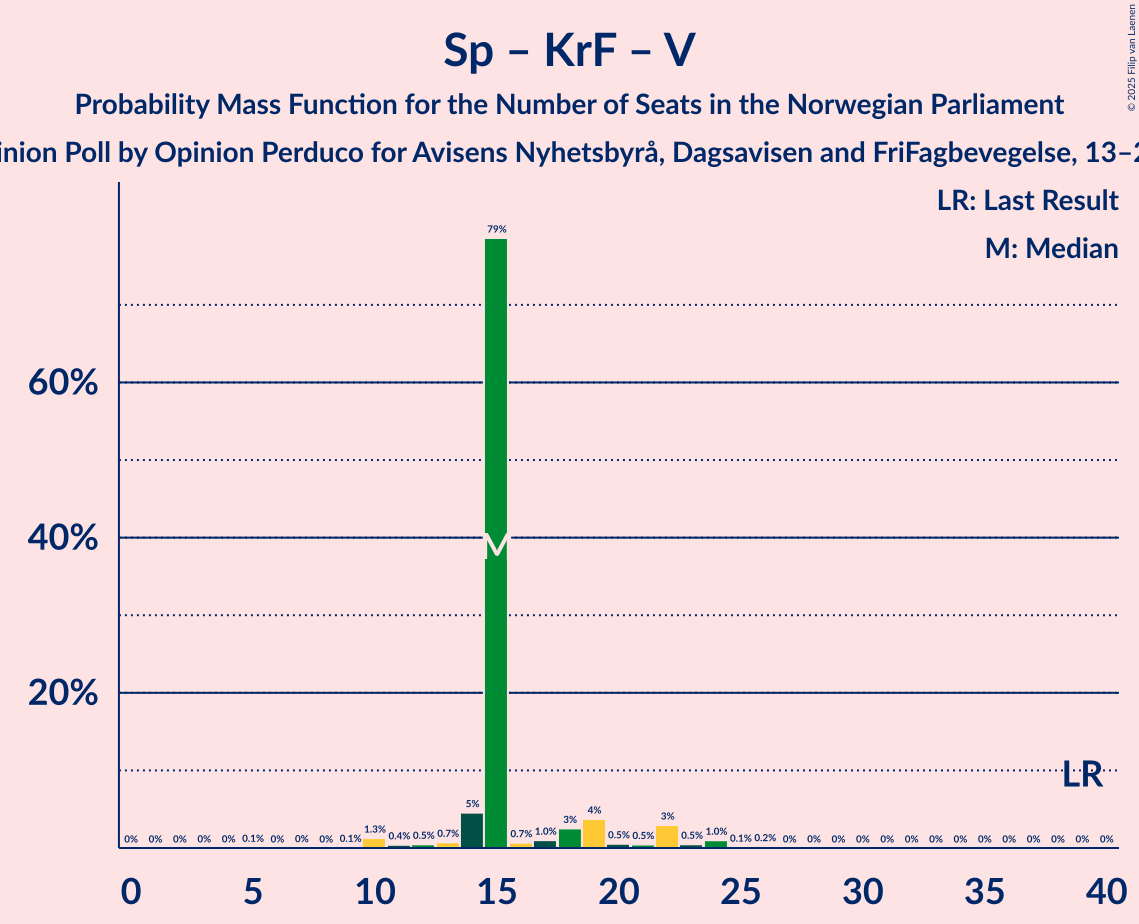 Sp – KrF – V
Probability Mass Function for the Number of Seats in the Norwegian Parliament
Poll by Opinion Perduco for Avisens Nyhetsbyrå, Dagsavisen and FriFagbevegelse,
© 2025 Filip van Laenen
LR: Last Result
M: Median
60%
40%
20%
79%
M
LR
0% 0% 0% 0% 0% 0.1% 0% 0% 0% 0.1% 1.3% 0.4% 0.5% 0.7% 5% 0.7% 1.0% 3% 4% 0.5% 0.5% 3% 0.5% 1.0% 0.1% 0.2% 0% 0% 0% 0% 0% 0% 0% 0% 0% 0% 0% 0% 0% 0%
0 5 10 15 20 25 30 35 40